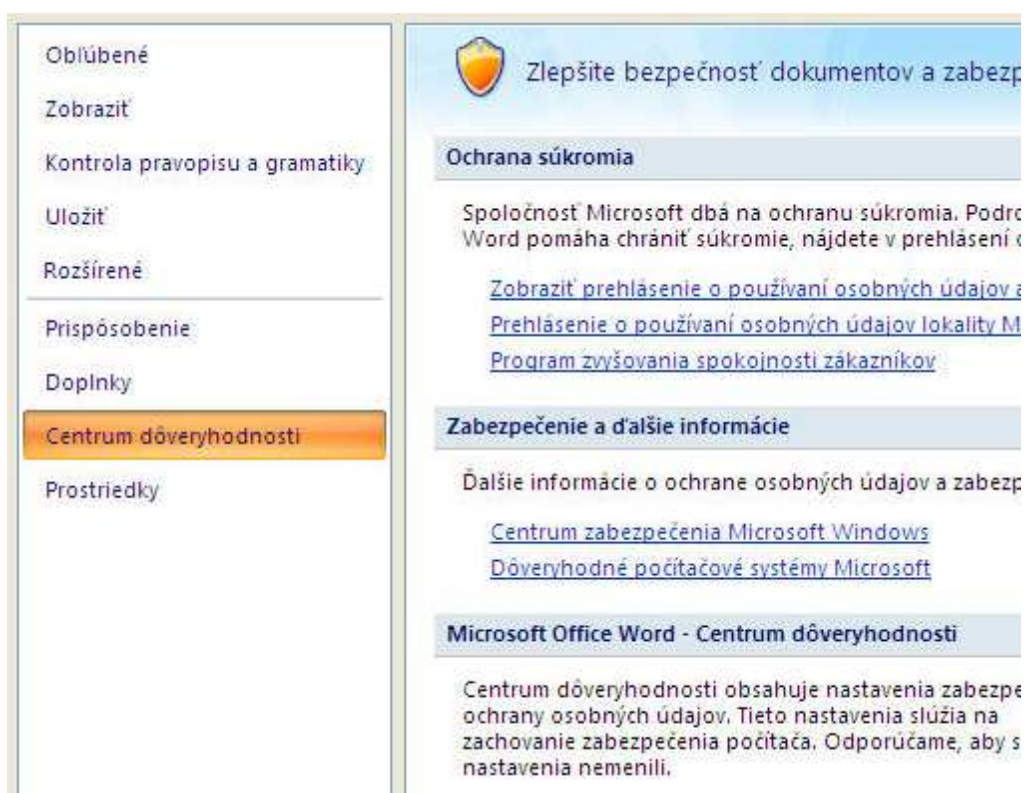 Obľúbené
Zobraziť
Kontrola pravopisu a gramatiky
Uložiť
Rozšírené
Prispôsobenie
Doplnky
Centrum dôveryhodnosti
Prostriedky
Zlepšite bezpečnosť dokumentov a zabezp
Ochrana súkromia
Spoločnosť Microsoft dbá na ochranu súkromia. Podro
Word pomáha chrániť súkromie, nájdete v prehlásení o
Zobraziť prehlásenie o používaní osobných údajov a
Prehlásenie o používaní osobných údajov lokality M
Program zvyšovania spokojnosti zákazníkov
Zabezpečenie a ďalšie informácie
Ďalšie informácie o ochrane osobných údajov a zabezp
Centrum zabezpečenia Microsoft Windows
Dôveryhodné počítačové systémy Microsoft
Microsoft Office Word - Centrum dôveryhodnosti
Centrum dôveryhodnosti obsahuje nastavenia zabezpe
ochrany osobných údajov. Tieto nastavenia slúžia na
zachovanie zabezpečenia počítača. Odporúčame, aby s
nastavenia nemenili.